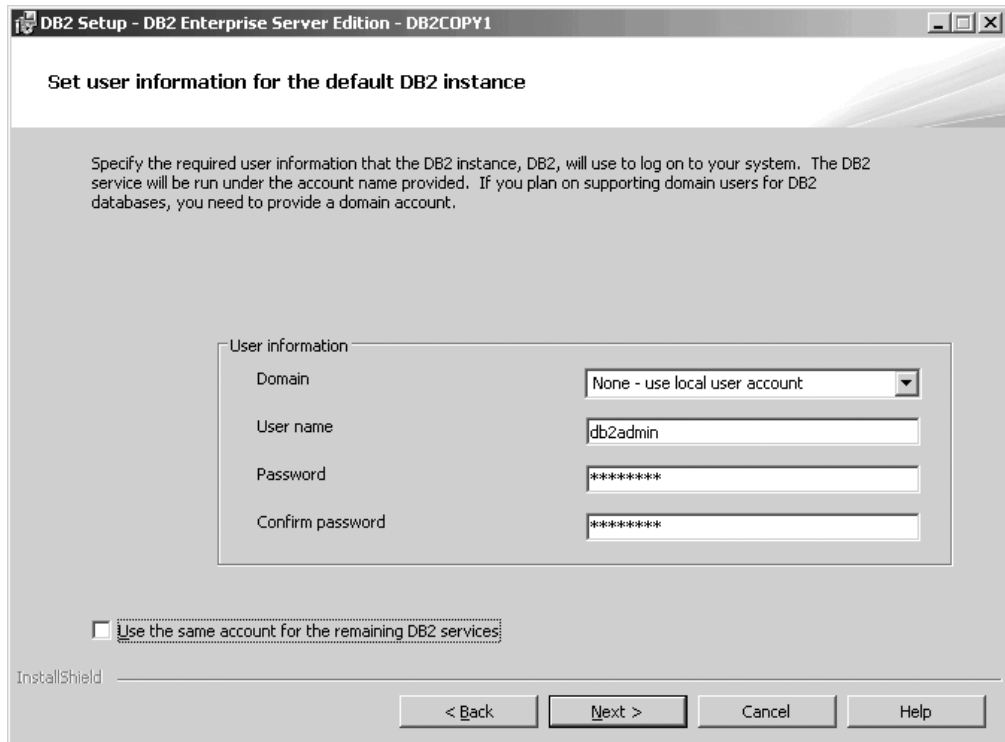 DB2 Setup - DB2 Enterprise Server Edition - DB2COPY1
Set user information for the default DB2 instance
Specify the required user information that the DB2 instance, DB2, will use to log on to your system. The DB2
service will be run under the account name provided. If you plan on supporting domain users for DB2
databases, you need to provide a domain account.
User information
Domain
None - use local user account
User name
db2admin
Password
********
Confirm password
********
Use the same account for the remaining DB2 services
InstallShield
< Back
Next >
Cancel
Help